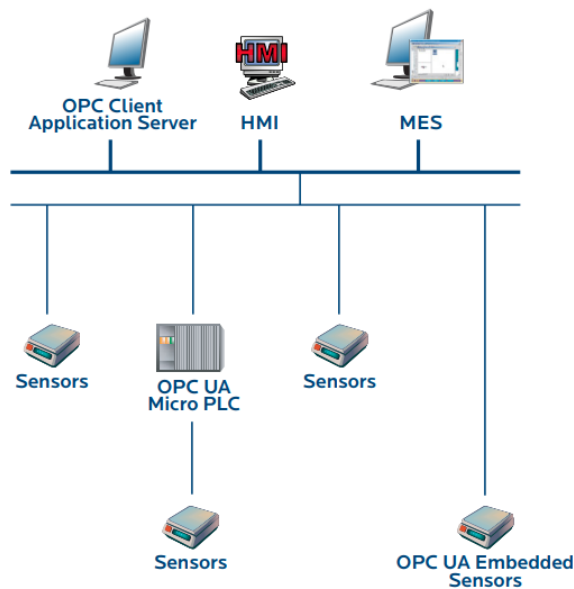 HMI
OPC Client
Application Server
HMI
MES
Sensors
OPC UA
Micro PLC
Sensors
Sensors
OPC UA Embedded
Sensors